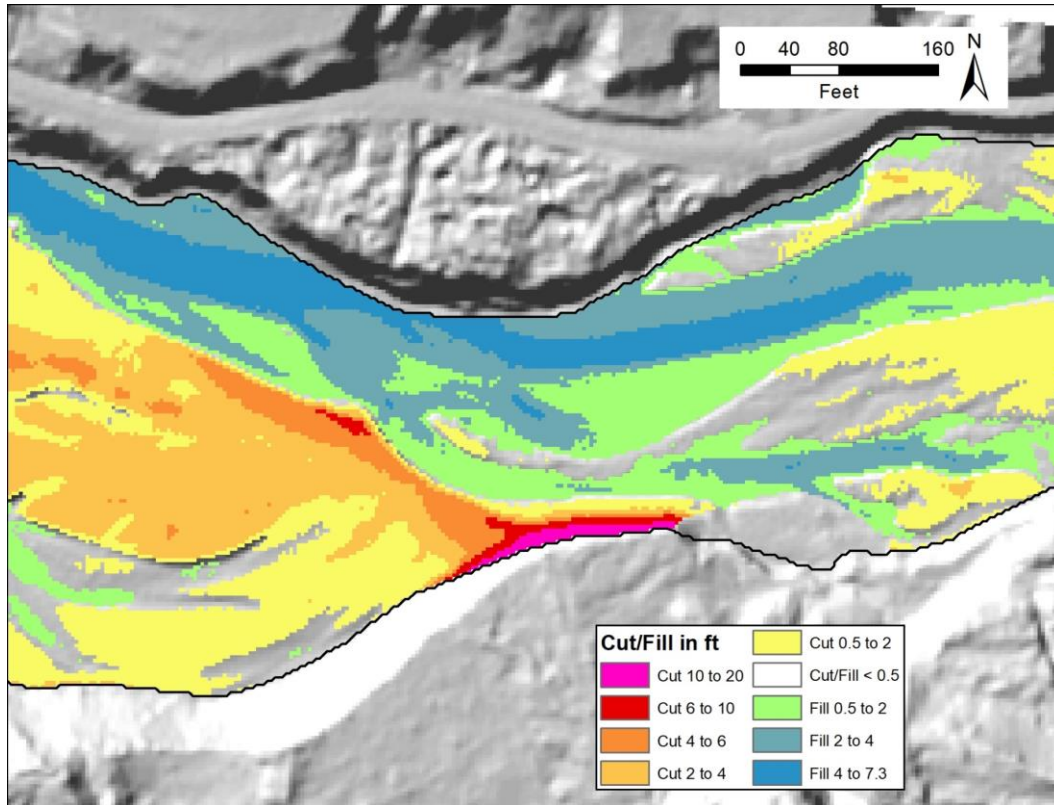 0 40 80 160
N
Feet
Cut/Fill in ft
Cut 10 to 20
Cut 6 to 10
Cut 4 to 6
Cut 2 to 4
Cut 0.5 to 2
Cut/Fill < 0.5
Fill 0.5 to 2
Fill 2 to 4
Fill 4 to 7.3